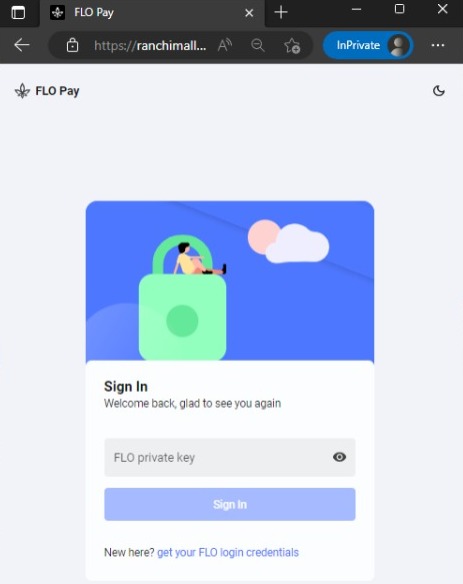 FLO Pay
https://ranchimall...
InPrivate
FLO Pay
Sign In
Welcome back, glad to see you again
FLO private key
Sign In
New here? get your FLO login credentials